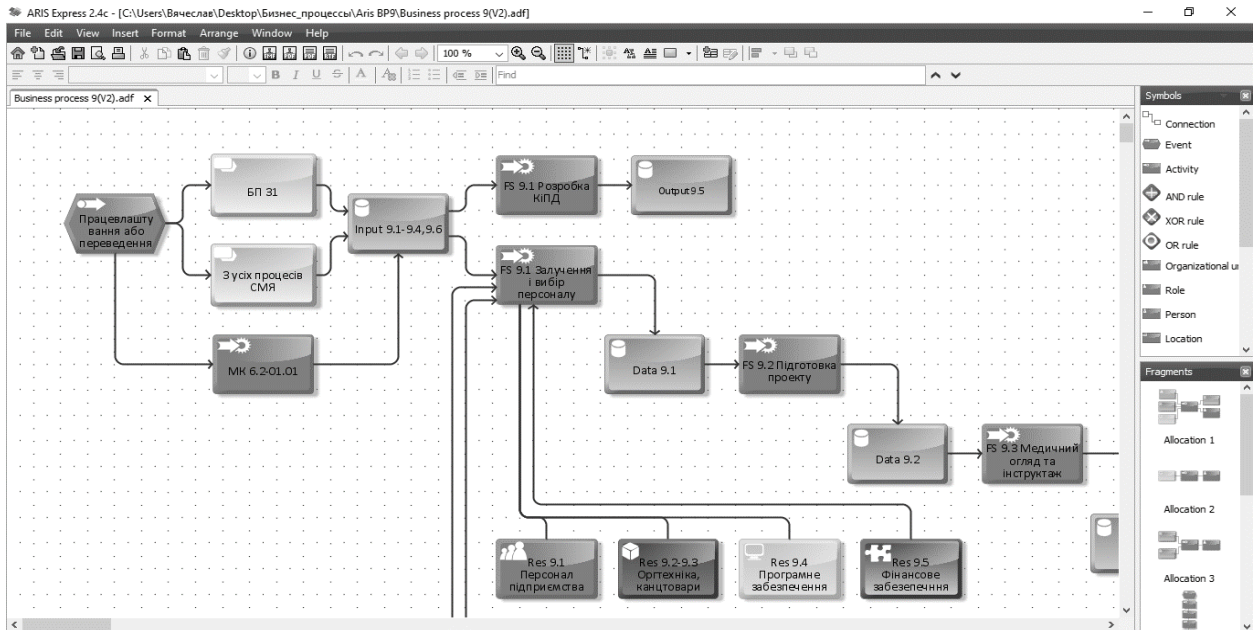 ARIS Express 2.4c - [C:\Users\Вячеслав\Desktop\Бизнес_процессы\Aris BP9\Business process 9(V2).adf]
File Edit View Insert Format Arrange Window Help
100 %
B I U S A
Find
Business process 9(V2).adf
Працевлашту
вання або
переведення
БП 31
З усіх процесів
СМЯ
МК 6.2-01.01
Input 9.1-9.4,9.6
FS 9.1 Розробка
КіПД
Output9.5
FS 9.1 Залучення
і вибір
персоналу
Data 9.1
FS 9.2 Підготовка
проекту
Data 9.2
FS 9.3 Медичний
огляд та
інструктаж
Res 9.1
Персонал
підприємства
Res 9.2-9.3
Оргтехніка,
канцтовари
Res 9.4
Програмне
забезпечення
Res 9.5
Фінансове
забезепечння
Symbols
Connection
Event
Activity
AND rule
XOR rule
OR rule
Organizational u
Role
Person
Location
Fragments
Allocation 1
Allocation 2
Allocation 3